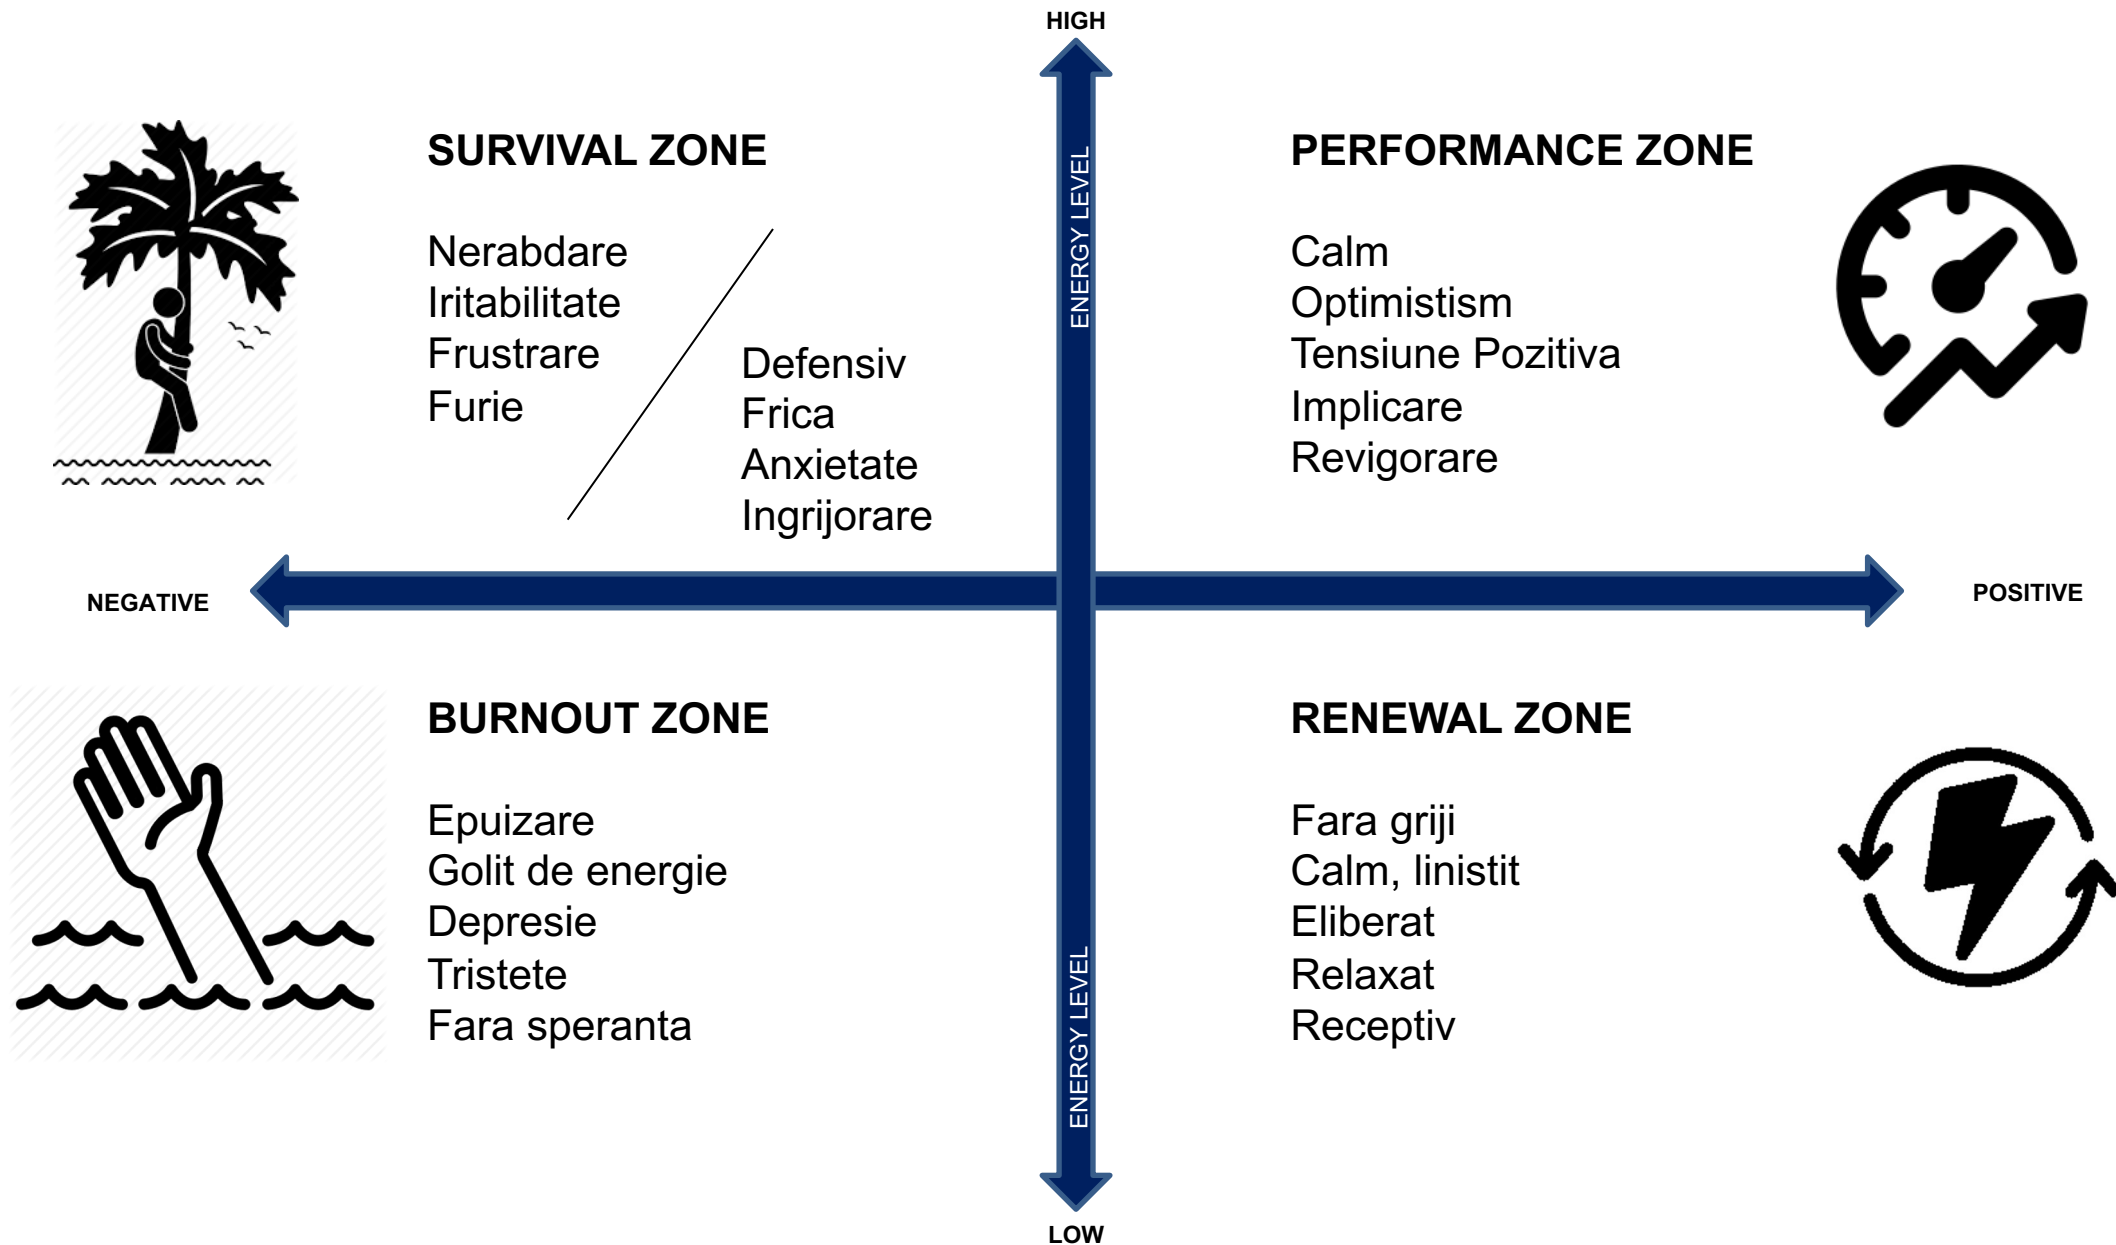 HIGH
SURVIVAL ZONE
Nerabdare
Iritabilitate
Frustrare
Furie
Defensiv
Frica
Anxietate
Ingrijorare
ENERGY LEVEL
PERFORMANCE ZONE
Calm
Optimistism
Tensiune Pozitiva
Implicare
Revigorare
NEGATIVE
POSITIVE
BURNOUT ZONE
Epuizare
Golit de energie
Depresie
Tristete
Fara speranta
ENERGY LEVEL
RENEWAL ZONE
Fara griji
Calm, linistit
Eliberat
Relaxat
Receptiv
LOW